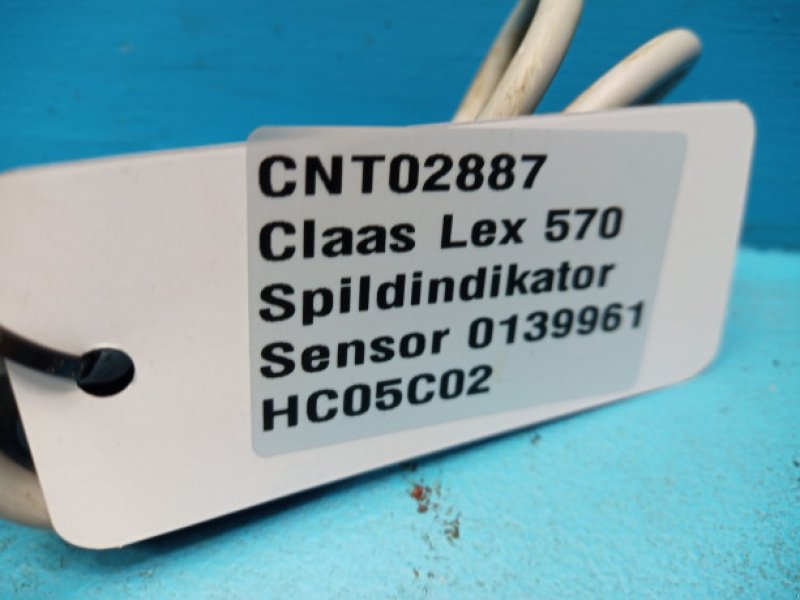 CNT02887
Claas Lex 570
Spildindikator
Sensor 0139961
HC05C02